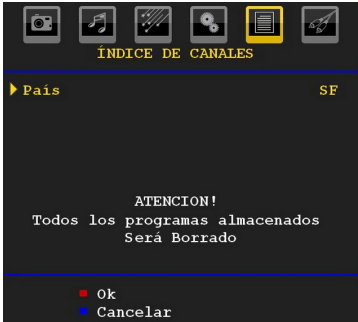 ÍNDICE DE CANALES
País SF
ATENCION!
Todos los programas almacenados
Será Borrado
Ok
Cancelar